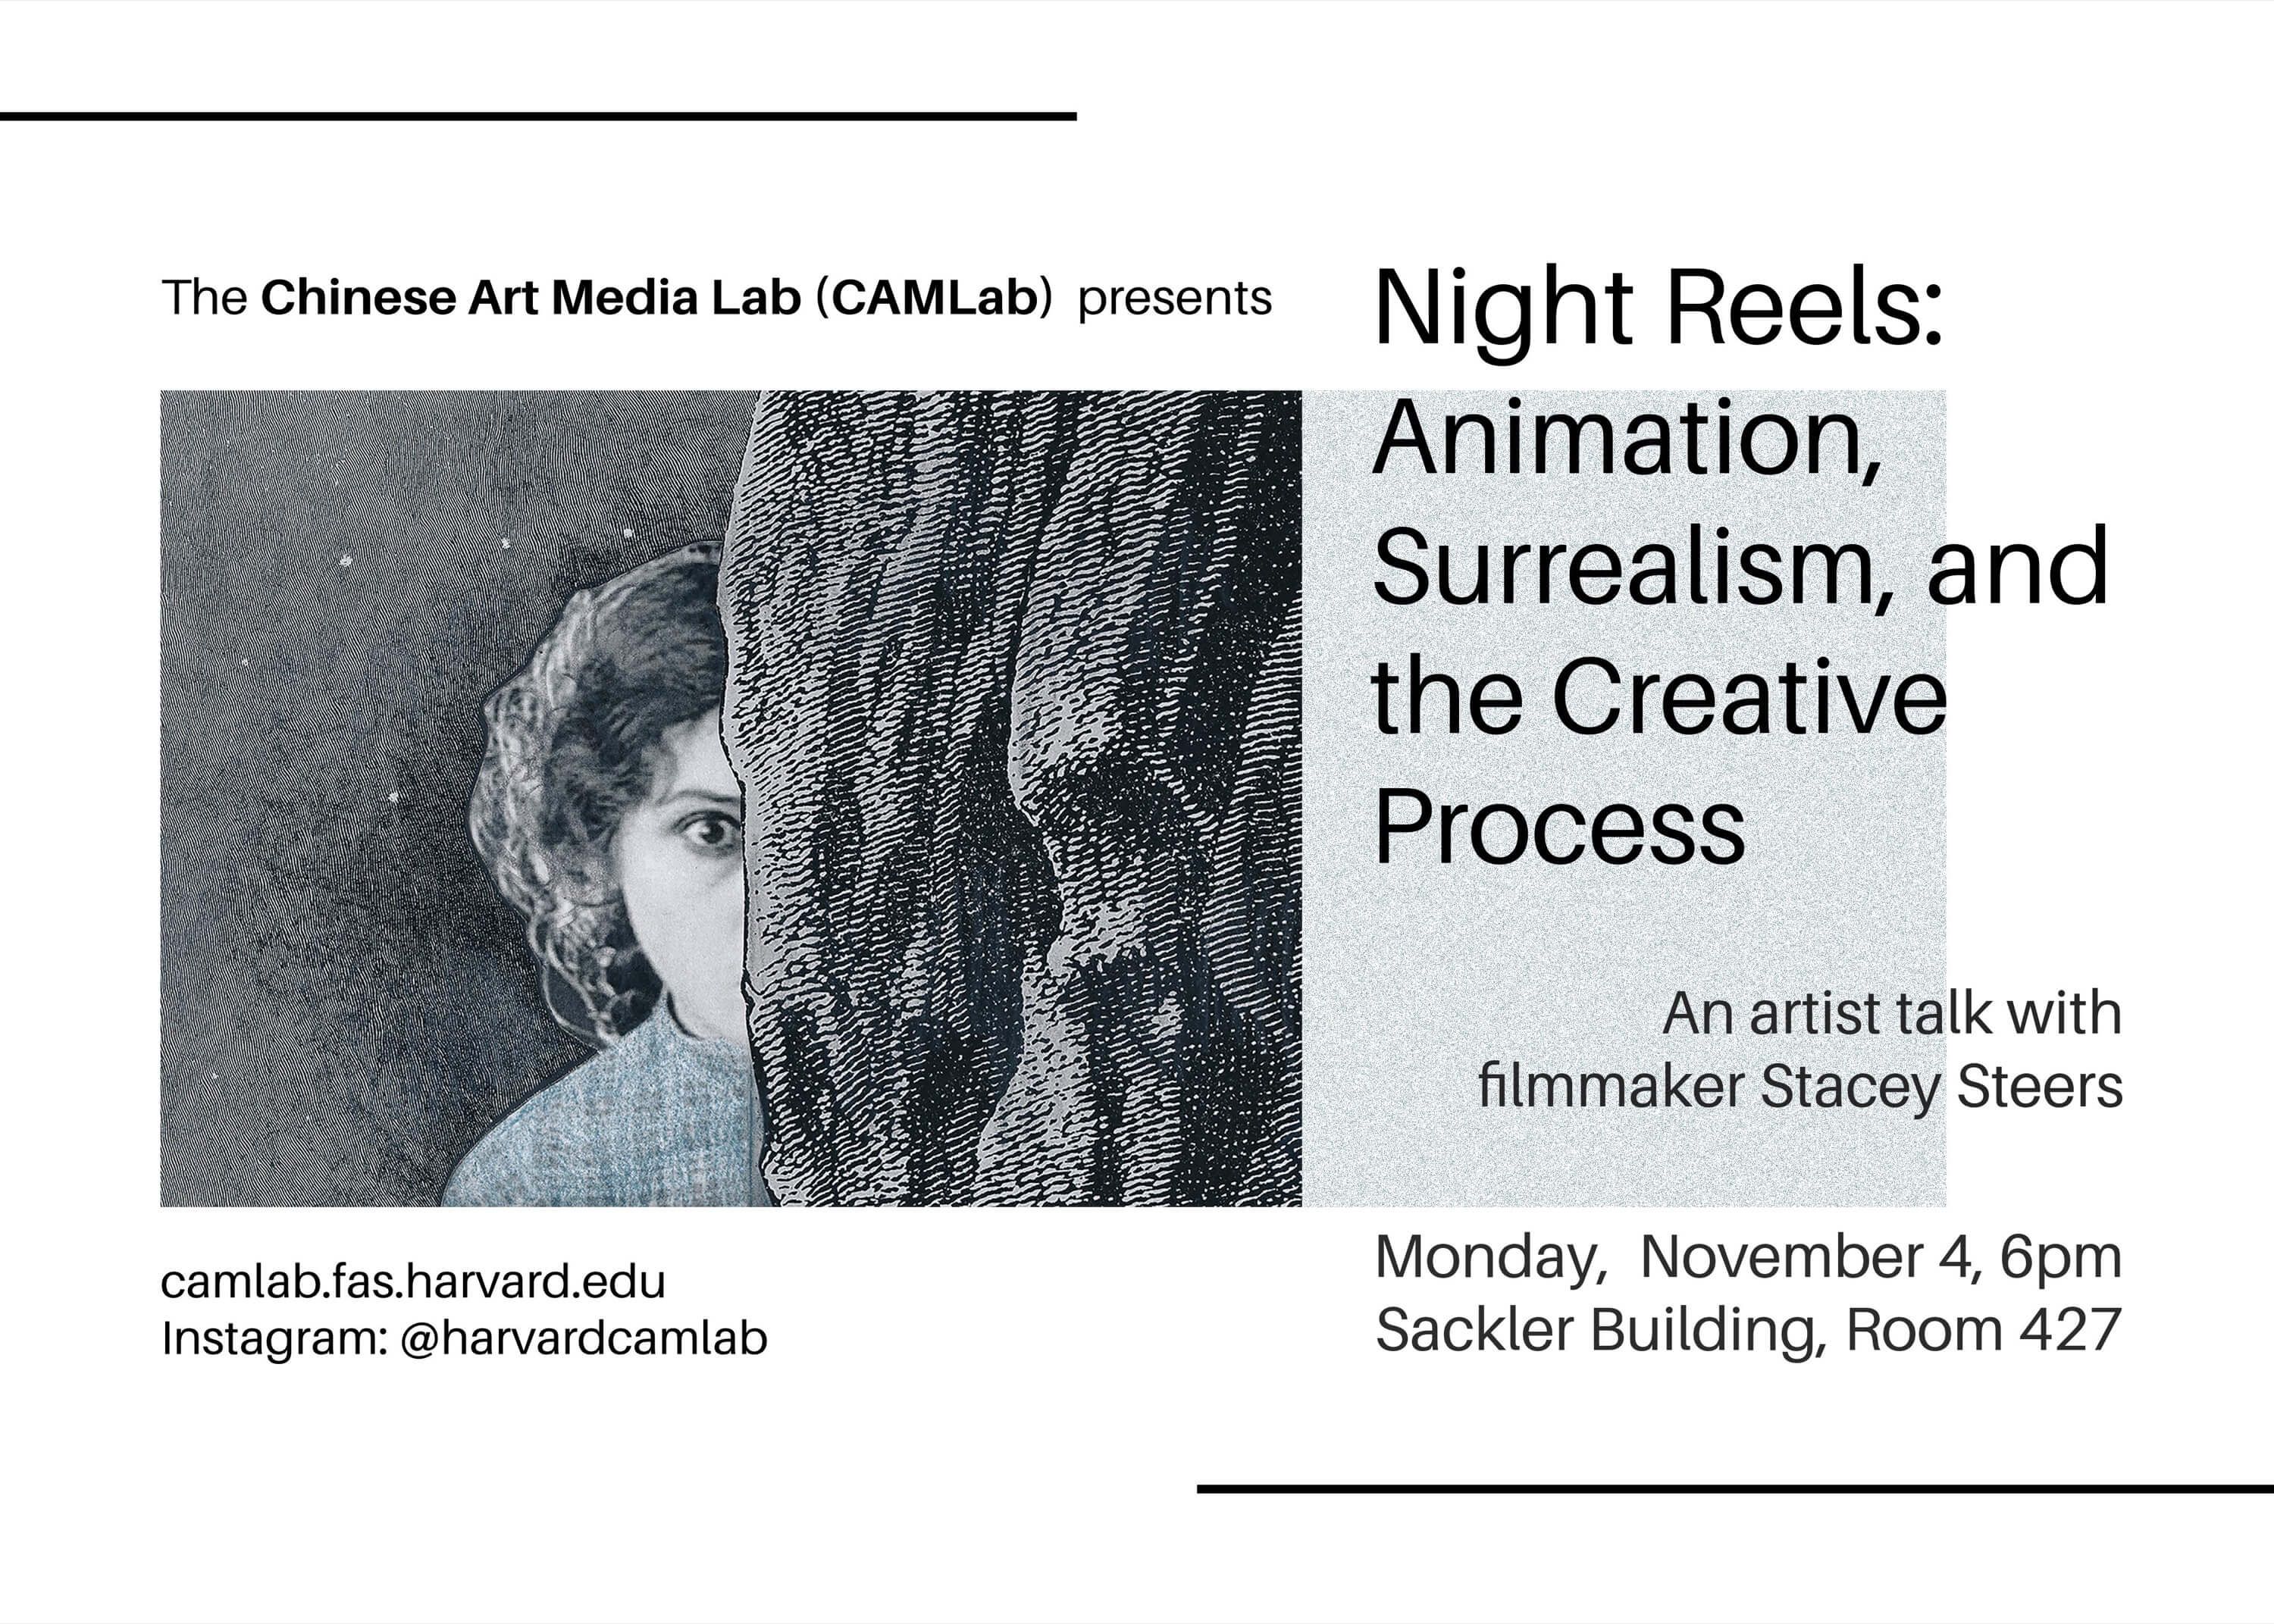 The Chinese Art Media Lab (CAMLab) presents
Night Reels:
Animation,
Surrealism, and
the Creative
Process
An artist talk with
filmmaker Stacey Steers
Monday, November 4, 6pm
Sackler Building, Room 427
camlab.fas.harvard.edu
Instagram: @harvardcamlab